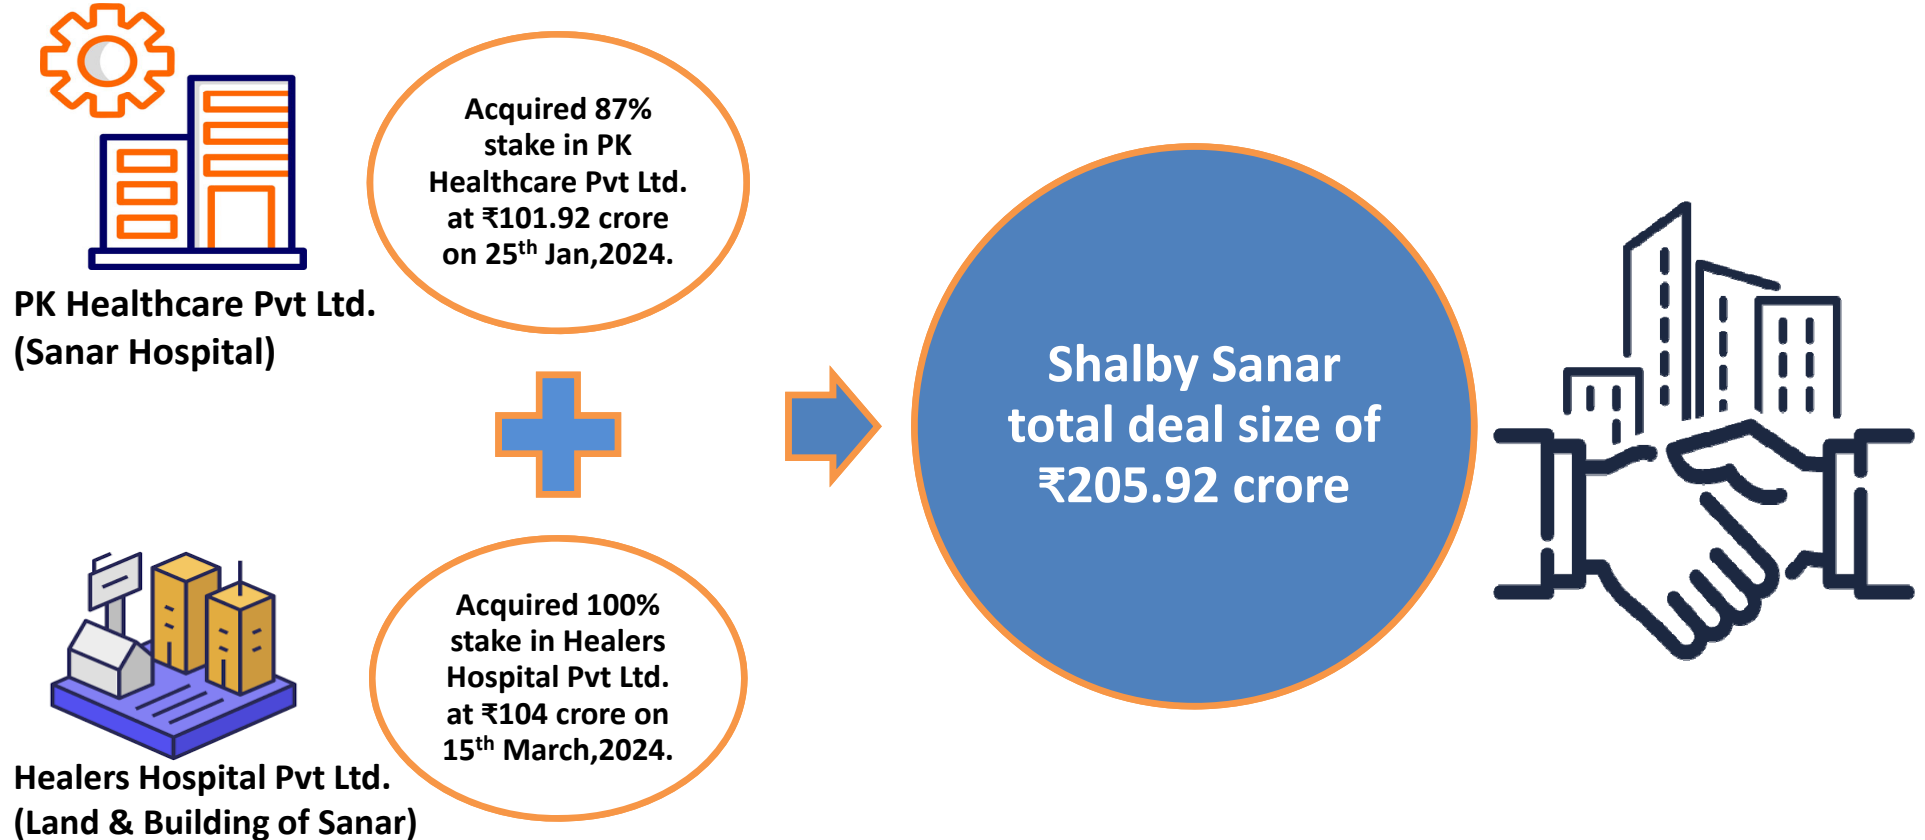 Acquired 87%
stake in PK
Healthcare Pvt Ltd.
at ₹101.92 crore
on 25th Jan,2024.
PK Healthcare Pvt Ltd.
(Sanar Hospital)
Shalby Sanar
total deal size of
₹205.92 crore
Acquired 100%
stake in Healers
Hospital Pvt Ltd.
at ₹104 crore on
15th March,2024.
Healers Hospital Pvt Ltd.
(Land & Building of Sanar)